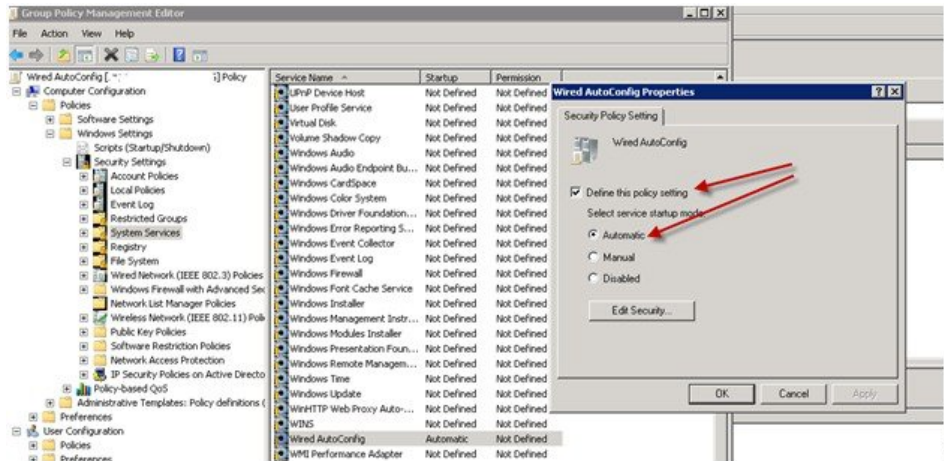 Group Policy Management Editor
File Action View Help
Wired AutoConfig [ ] Policy
Computer Configuration
Policies
Software Settings
Windows Settings
Scripts (Startup/Shutdown)
Security Settings
Account Policies
Local Policies
Event Log
Restricted Groups
System Services
Registry
File System
Wired Network (IEEE 802.3) Policies
Windows Firewall with Advanced Sec
Network List Manager Policies
Wireless Network (IEEE 802.11) Poli
Public Key Policies
Software Restriction Policies
Network Access Protection
IP Security Policies on Active Directo
Policy-based QoS
Administrative Templates: Policy definitions (
Preferences
User Configuration
Policies
Preferences
Service Name Startup Permission
UPnP Device Host Not Defined Not Defined
User Profile Service Not Defined Not Defined
Virtual Disk Not Defined Not Defined
Volume Shadow Copy Not Defined Not Defined
Windows Audio Not Defined Not Defined
Windows Audio Endpoint Bu... Not Defined Not Defined
Windows CardSpace Not Defined Not Defined
Windows Color System Not Defined Not Defined
Windows Driver Foundation... Not Defined Not Defined
Windows Error Reporting S... Not Defined Not Defined
Windows Event Collector Not Defined Not Defined
Windows Event Log Not Defined Not Defined
Windows Firewall Not Defined Not Defined
Windows Font Cache Service Not Defined Not Defined
Windows Installer Not Defined Not Defined
Windows Management Instr... Not Defined Not Defined
Windows Modules Installer Not Defined Not Defined
Windows Presentation Foun... Not Defined Not Defined
Windows Remote Managem... Not Defined Not Defined
Windows Time Not Defined Not Defined
Windows Update Not Defined Not Defined
WinHTTP Web Proxy Auto-... Not Defined Not Defined
WINS Not Defined Not Defined
Wired AutoConfig Automatic Not Defined
WMI Performance Adapter Not Defined Not Defined
Wired AutoConfig Properties
Security Policy Setting
Wired AutoConfig
Define this policy setting
Select service startup mode:
Automatic
Manual
Disabled
Edit Security...
OK Cancel Apply